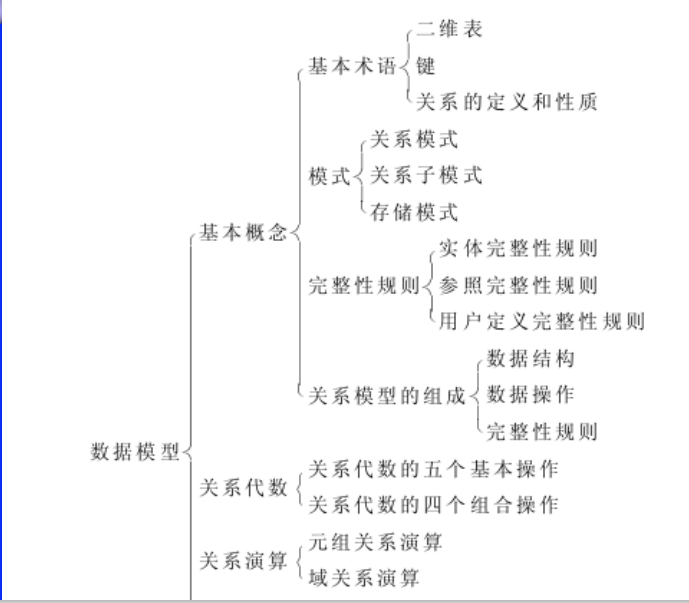 二维表
基本术语
键
关系的定义和性质
关系模式
模式
关系子模式
存储模式
基本概念
实体完整性规则
完整性规则
参照完整性规则
用户定义完整性规则
数据结构
关系模型的组成
数据操作
完整性规则
数据模型
关系代数的五个基本操作
关系代数
关系代数的四个组合操作
元组关系演算
关系演算
域关系演算